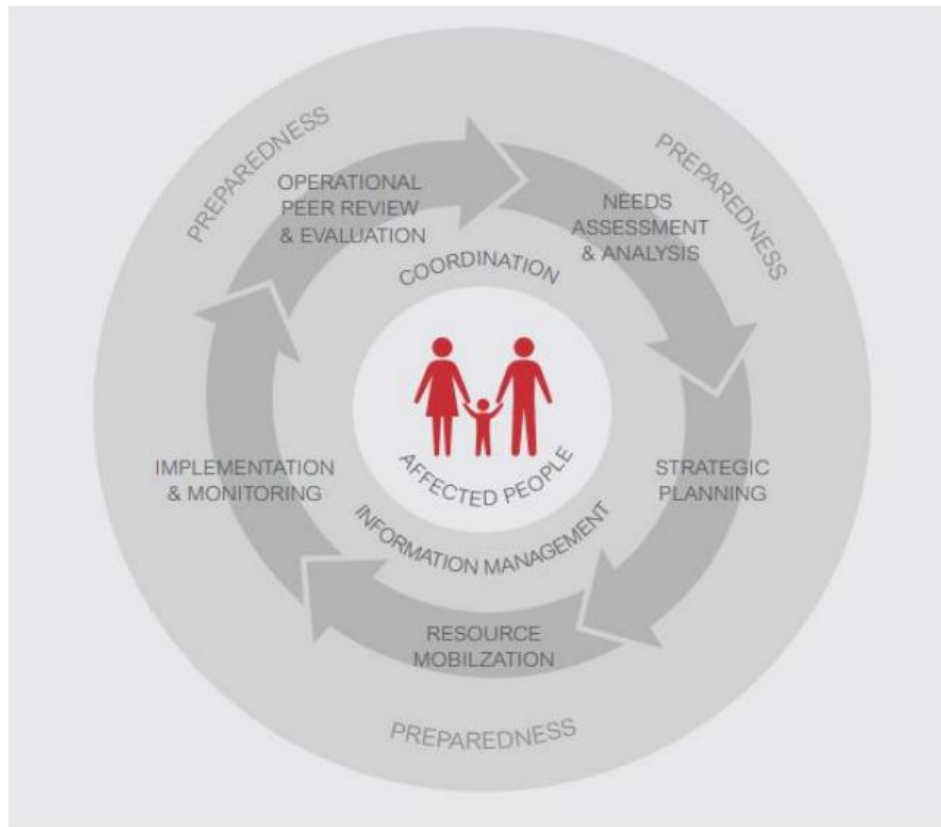 PREPAREDNESS
PREPAREDNESS
OPERATIONAL
PEER REVIEW
& EVALUATION
NEEDS
ASSESSMENT
& ANALYSIS
COORDINATION
AFFECTED PEOPLE
IMPLEMENTATION
& MONITORING
STRATEGIC
PLANNING
INFORMATION MANAGEMENT
RESOURCE
MOBILZATION
PREPAREDNESS